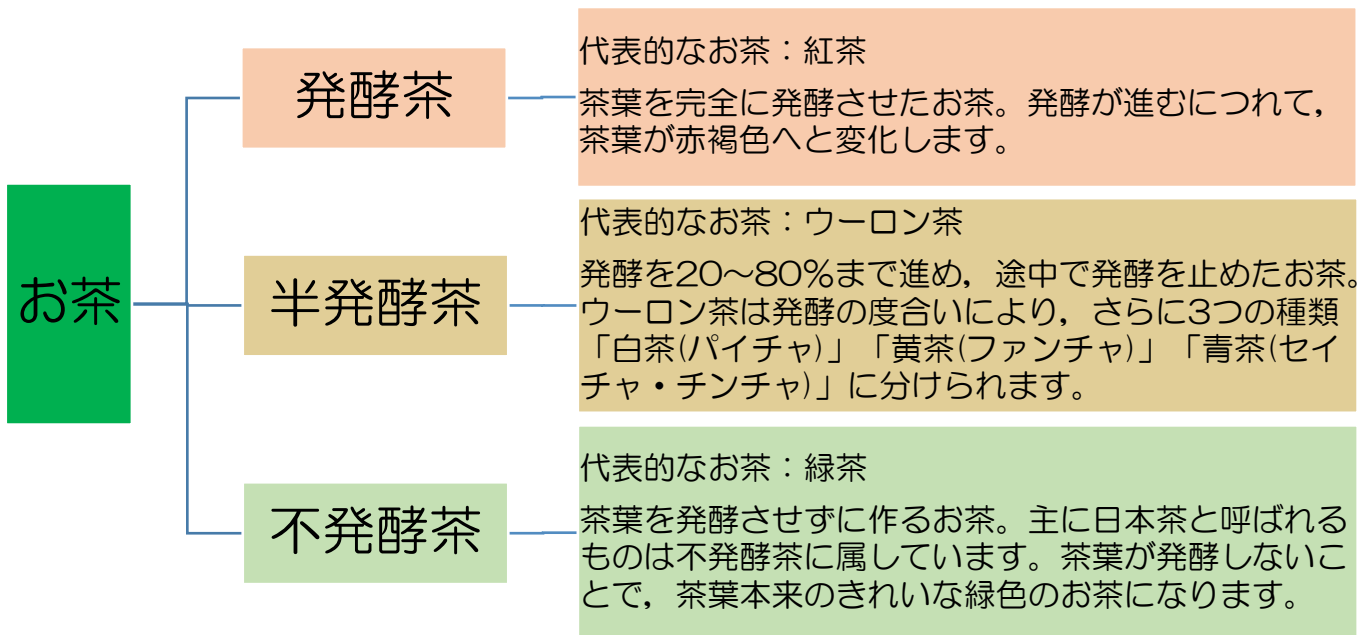 お茶
発酵茶
代表的なお茶：紅茶
茶葉を完全に発酵させたお茶。発酵が進むにつれて，
茶葉が赤褐色へと変化します。
半発酵茶
代表的なお茶：ウーロン茶
発酵を20～80%まで進め，途中で発酵を止めたお茶。
ウーロン茶は発酵の度合いにより，さらに3つの種類
「白茶(パイチャ)」「黄茶(ファンチャ)」「青茶(セイ
チャ・チンチャ)」に分けられます。
不発酵茶
代表的なお茶：緑茶
茶葉を発酵させずに作るお茶。主に日本茶と呼ばれる
ものは不発酵茶に属しています。茶葉が発酵しないこ
とで，茶葉本来のきれいな緑色のお茶になります。